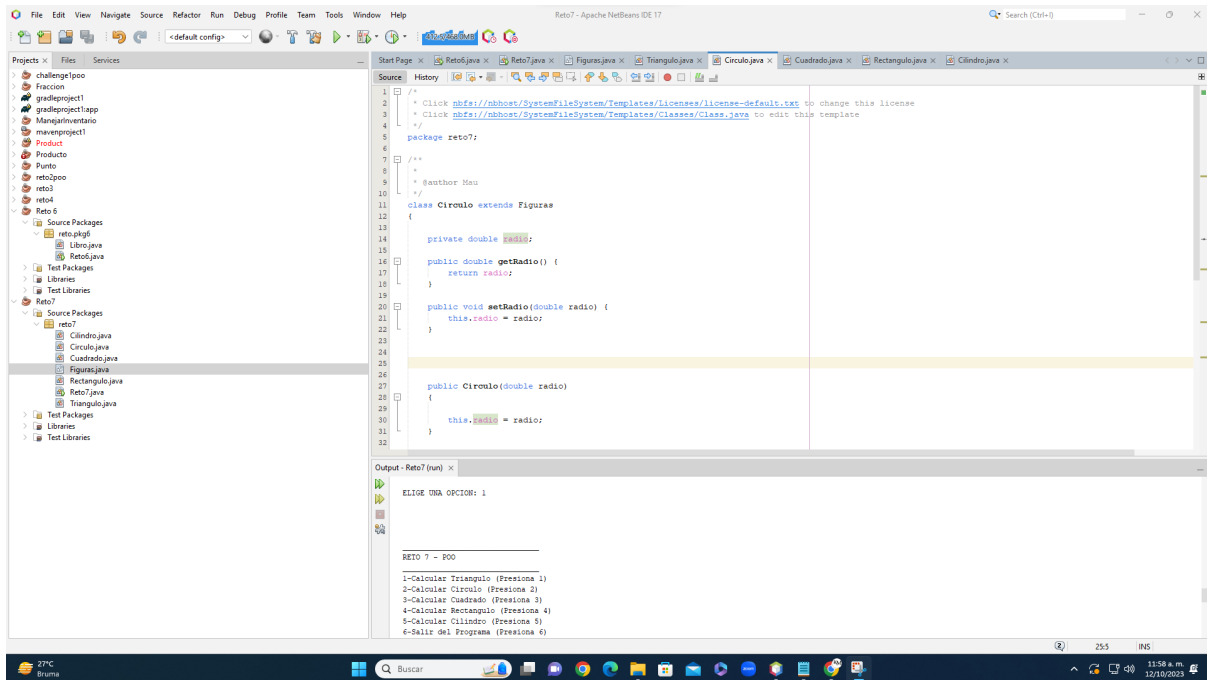 File Edit View Navigate Source Refactor Run Debug Profile Team Tools Window Help
Reto7 - Apache NetBeans IDE 17
Search (Ctrl+I)
<default config>
Projects
Files
Services
challenge1poo
Fraccion
gradleproject1
gradleproject1:app
ManejarInventario
mavenproject1
Product
Producto
Punto
reto2poo
reto3
reto4
Reto 6
Source Packages
reto.pkg6
Libro.java
Reto6.java
Test Packages
Libraries
Test Libraries
Reto7
Source Packages
reto7
Cilindro.java
Circulo.java
Cuadrado.java
Figuras.java
Rectangulo.java
Reto7.java
Triangulo.java
Test Packages
Libraries
Test Libraries
Start Page Reto6.java Reto7.java Figuras.java Triangulo.java Circulo.java Cuadrado.java Rectangulo.java Cilindro.java
Source History
1 /*
2 * Click nbfs://nbhost/SystemFileSystem/Templates/Licenses/license-default.txt to change this license
3 * Click nbfs://nbhost/SystemFileSystem/Templates/Classes/Class.java to edit this template
4 */
5 package reto7;
6
7 /**
8 *
9 * @author Mau
10 */
11 class Circulo extends Figuras
12 {
13
14 private double radio;
15
16 public double getRadio() {
17 return radio;
18 }
19
20 public void setRadio(double radio) {
21 this.radio = radio;
22 }
23
24
25
26
27 public Circulo(double radio)
28 {
29
30 this.radio = radio;
31 }
32
Output - Reto7 (run)
ELIGE UNA OPCION: 1
RETO 7 - POO
1-Calcular Triangulo (Presiona 1)
2-Calcular Circulo (Presiona 2)
3-Calcular Cuadrado (Presiona 3)
4-Calcular Rectangulo (Presiona 4)
5-Calcular Cilindro (Presiona 5)
6-Salir del Programa (Presiona 6)
25:5 INS
27°C
Bruma
Buscar
11:58 a. m.
12/10/2023